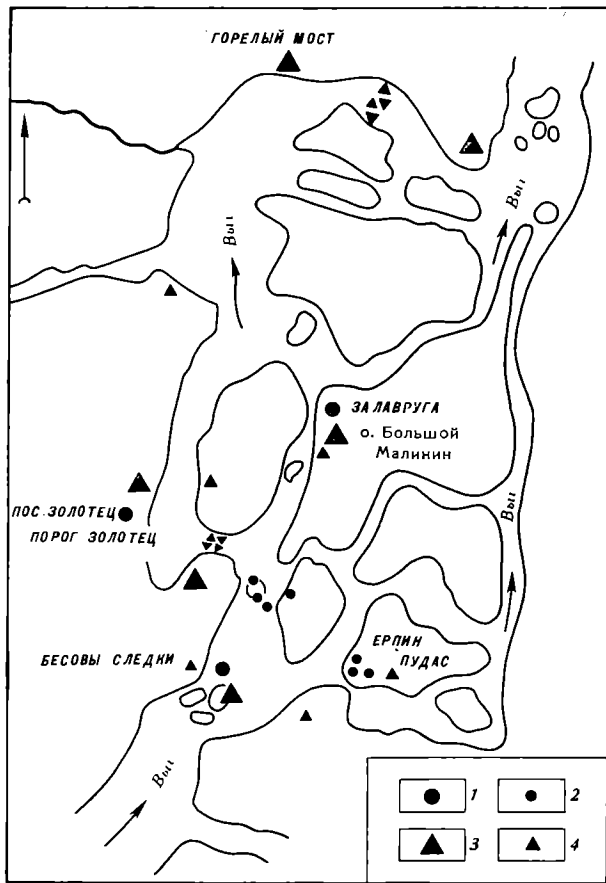 ГОРЕЛЫЙ МОСТ
Выг
Выг
ЗАЛАВРУГА
о. Большой
Малинин
ПОС. ЗОЛОТЕЦ
ПОРОГ ЗОЛОТЕЦ
Выг
ЕРПИН
ПУДАС
БЕСОВЫ СЛЕДКИ
Выг
1
2
3
4